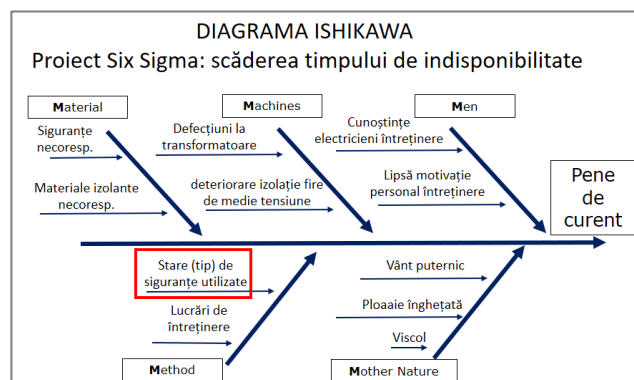 DIAGRAMA ISHIKAWA
Proiect Six Sigma: scăderea timpului de indisponibilitate
Material
Machines
Men
Siguranțe
necoresp.
Materiale izolante
necoresp.
Defecțiuni la
transformatoare
deteriorare izolație fire
de medie tensiune
Cunoștințe
electricieni întreținere
Lipsă motivație
personal întreținere
Pene
de
curent
Stare (tip) de
siguranțe utilizate
Lucrări de
întreținere
Vânt puternic
Ploaaie înghețată
Viscol
Method
Mother Nature